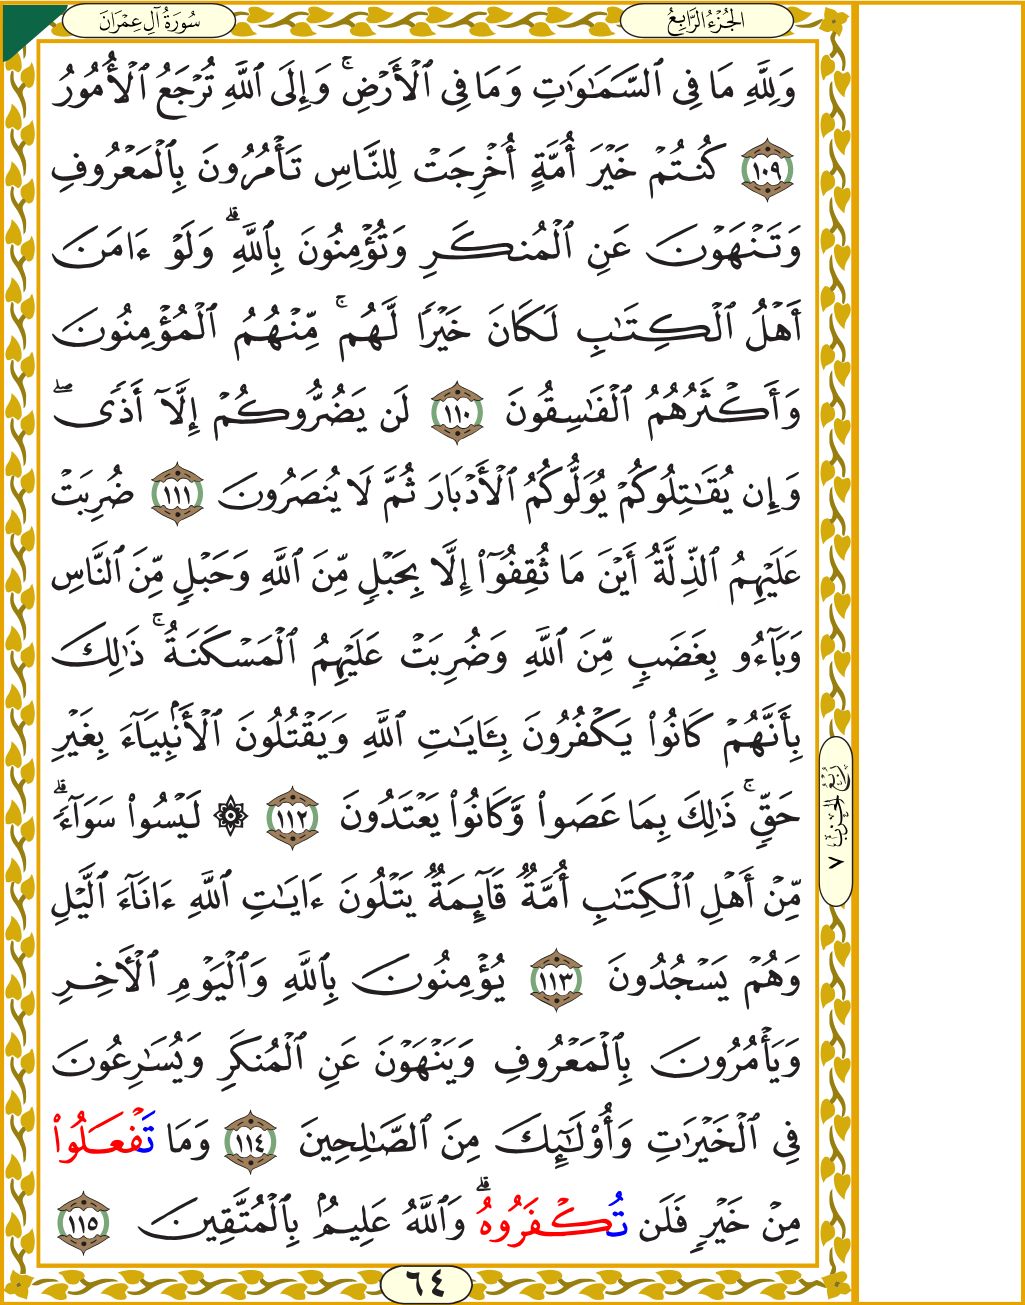 سُورَةُ آلِ عِمۡرَان
الجُزۡءُ الرَّابِعُ
وَلِلَّهِ مَا فِي ٱلسَّمَٰوَٰتِ وَمَا فِي ٱلۡأَرۡضِۚ وَإِلَى ٱللَّهِ تُرۡجَعُ ٱلۡأُمُورُ
١٠٩ كُنتُمۡ خَيۡرَ أُمَّةٍ أُخۡرِجَتۡ لِلنَّاسِ تَأۡمُرُونَ بِٱلۡمَعۡرُوفِ
وَتَنۡهَوۡنَ عَنِ ٱلۡمُنكَرِ وَتُؤۡمِنُونَ بِٱللَّهِۗ وَلَوۡ ءَامَنَ
أَهۡلُ ٱلۡكِتَٰبِ لَكَانَ خَيۡرٗا لَّهُمۚ مِّنۡهُمُ ٱلۡمُؤۡمِنُونَ
وَأَكۡثَرُهُمُ ٱلۡفَٰسِقُونَ ١١٠ لَن يَضُرُّوكُمۡ إِلَّآ أَذٗىۖ
وَإِن يُقَٰتِلُوكُمۡ يُوَلُّوكُمُ ٱلۡأَدۡبَارَ ثُمَّ لَا يُنصَرُونَ ١١١ ضُرِبَتۡ
عَلَيۡهِمُ ٱلذِّلَّةُ أَيۡنَ مَا ثُقِفُوٓاْ إِلَّا بِحَبۡلٖ مِّنَ ٱللَّهِ وَحَبۡلٖ مِّنَ ٱلنَّاسِ
وَبَآءُو بِغَضَبٖ مِّنَ ٱللَّهِ وَضُرِبَتۡ عَلَيۡهِمُ ٱلۡمَسۡكَنَةُۚ ذَٰلِكَ
بِأَنَّهُمۡ كَانُواْ يَكۡفُرُونَ بِـَٔايَٰتِ ٱللَّهِ وَيَقۡتُلُونَ ٱلۡأَنۢبِيَآءَ بِغَيۡرِ
حَقّٖۚ ذَٰلِكَ بِمَا عَصَواْ وَّكَانُواْ يَعۡتَدُونَ ١١٢ ۞ لَيۡسُواْ سَوَآءٗۗ
مِّنۡ أَهۡلِ ٱلۡكِتَٰبِ أُمَّةٞ قَآئِمَةٞ يَتۡلُونَ ءَايَٰتِ ٱللَّهِ ءَانَآءَ ٱلَّيۡلِ
وَهُمۡ يَسۡجُدُونَ ١١٣ يُؤۡمِنُونَ بِٱللَّهِ وَٱلۡيَوۡمِ ٱلۡأٓخِرِ
وَيَأۡمُرُونَ بِٱلۡمَعۡرُوفِ وَيَنۡهَوۡنَ عَنِ ٱلۡمُنكَرِ وَيُسَٰرِعُونَ
فِي ٱلۡخَيۡرَٰتِ وَأُوْلَٰٓئِكَ مِنَ ٱلصَّٰلِحِينَ ١١٤ وَمَا تَفۡعَلُواْ
مِنۡ خَيۡرٖ فَلَن تُكۡفَرُوهُۗ وَٱللَّهُ عَلِيمُۢ بِٱلۡمُتَّقِينَ ١١٥
رُبۡعُ الحِزۡبِ ٧
٦٤